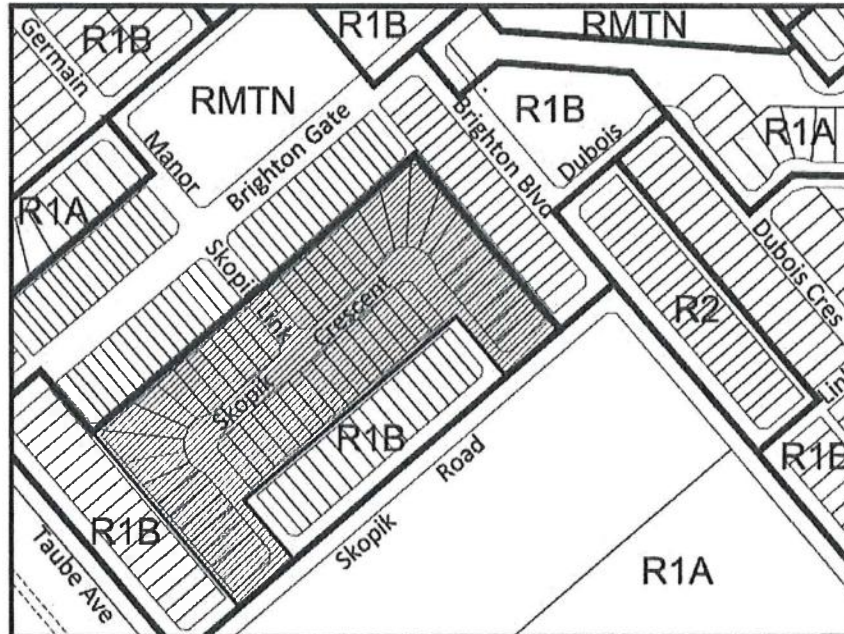 R1B
Germain
R1B
RMTN
RMTN
Manor
Brighton Gate
Brighton Blvd
R1B
Dubois
R1A
R1A
Skopik Link
Skopik Crescent
Dubois Cres
R2
Link
R1B
R1B
R1B
Taube Ave
Skopik Road
R1A